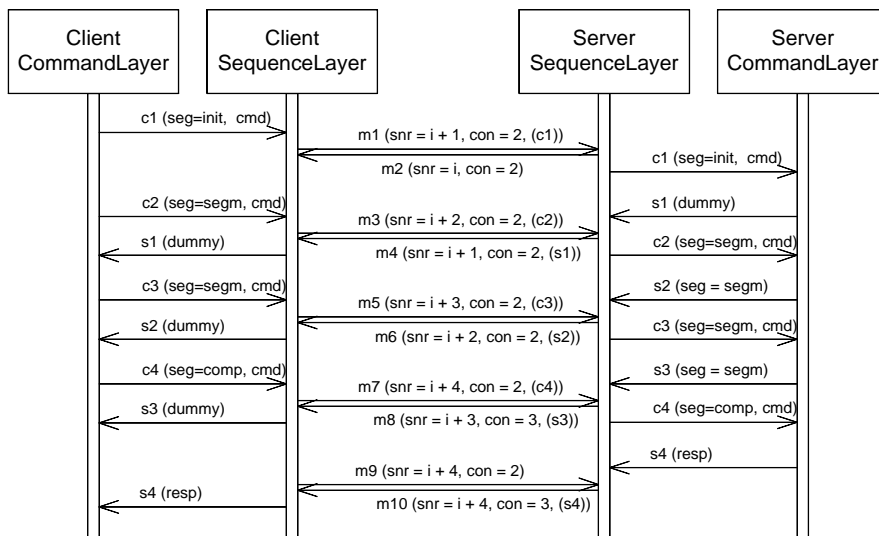 Client
CommandLayer
Client
SequenceLayer
Server
SequenceLayer
Server
CommandLayer
c1 (seg=init, cmd)
m1 (snr = i + 1, con = 2, (c1))
m2 (snr = i, con = 2)
c1 (seg=init, cmd)
c2 (seg=segm, cmd)
s1 (dummy)
m3 (snr = i + 2, con = 2, (c2))
s1 (dummy)
m4 (snr = i + 1, con = 2, (s1))
c2 (seg=segm, cmd)
c3 (seg=segm, cmd)
s2 (seg = segm)
m5 (snr = i + 3, con = 2, (c3))
s2 (dummy)
m6 (snr = i + 2, con = 2, (s2))
c3 (seg=segm, cmd)
c4 (seg=comp, cmd)
s3 (seg = segm)
m7 (snr = i + 4, con = 2, (c4))
s3 (dummy)
m8 (snr = i + 3, con = 3, (s3))
c4 (seg=comp, cmd)
s4 (resp)
m9 (snr = i + 4, con = 2)
s4 (resp)
m10 (snr = i + 4, con = 3, (s4))